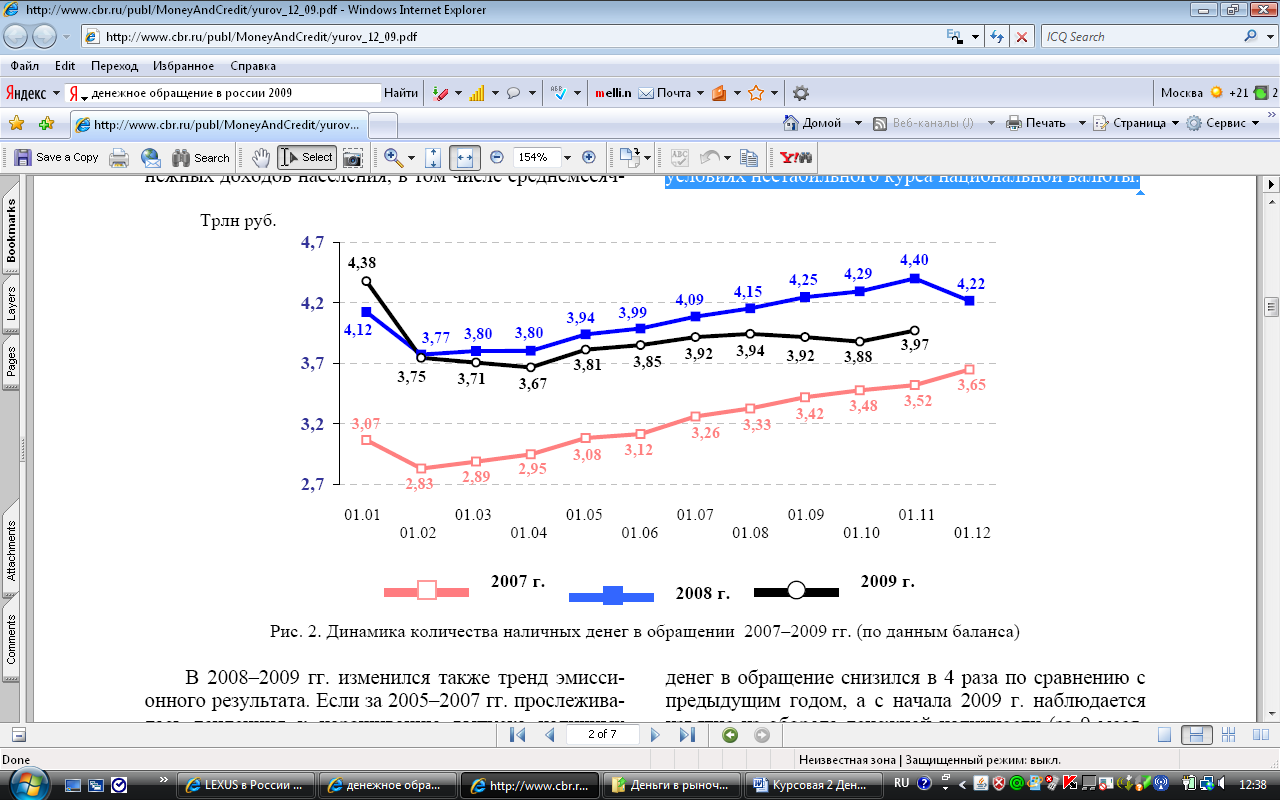 http://www.cbr.ru/publ/MoneyAndCredit/yurov_12_09.pdf - Windows Internet Explorer
http://www.cbr.ru/publ/MoneyAndCredit/yurov_12_09.pdf
En
ICQ Search
Файл Edit Переход Избранное Справка
Яндекс Я денежное обращение в россии 2009 Найти ABC melli.n Почта Москва +21 2
http://www.cbr.ru/publ/MoneyAndCredit/yurov... Домой Веб-каналы (J) Печать Страница Сервис
Save a Copy Search Select 154% Y!
нежных доходов населения, в том числе среднемесяч-
условиях нестабильного курса национальной валюты.
Bookmarks
Layers
Pages
Attachments
Comments
Трлн руб.
4,7
4,2
3,7
3,2
2,7
4,38 3,75 3,71 3,67 3,81 3,85 3,92 3,94 3,92 3,88 3,97
4,12 3,77 3,80 3,80 3,94 3,99 4,09 4,15 4,25 4,29 4,40 4,22
3,07 2,83 2,89 2,95 3,08 3,12 3,26 3,33 3,42 3,48 3,52 3,65
01.01 01.02 01.03 01.04 01.05 01.06 01.07 01.08 01.09 01.10 01.11 01.12
2007 г. 2008 г. 2009 г.
Рис. 2. Динамика количества наличных денег в обращении 2007–2009 гг. (по данным баланса)
В 2008–2009 гг. изменился также тренд эмисси-
онного результата. Если за 2005–2007 гг. прослежива-
денег в обращение снизился в 4 раза по сравнению с
предыдущим годом, а с начала 2009 г. наблюдается
2 of 7
Done
Неизвестная зона | Защищенный режим: выкл.
LEXUS в России ...
денежное обра...
http://www.cbr.r...
Деньги в рыноч...
Курсовая 2 Ден...
RU
12:38